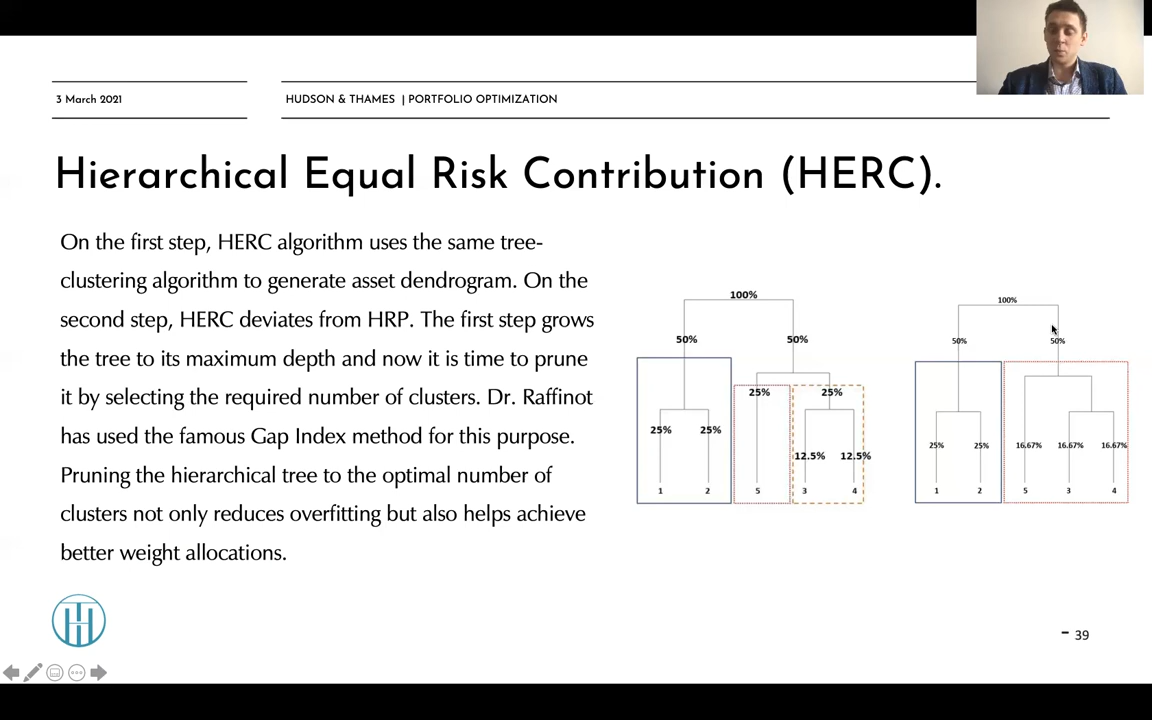 3 March 2021
HUDSON & THAMES | PORTFOLIO OPTIMIZATION
Hierarchical Equal Risk Contribution (HERC).
On the first step, HERC algorithm uses the same tree-
clustering algorithm to generate asset dendrogram. On the
second step, HERC deviates from HRP. The first step grows
the tree to its maximum depth and now it is time to prune
it by selecting the required number of clusters. Dr. Raffinot
has used the famous Gap Index method for this purpose.
Pruning the hierarchical tree to the optimal number of
clusters not only reduces overfitting but also helps achieve
better weight allocations.
100%
50% 50%
25% 25%
25% 25%
12.5% 12.5%
1 2 5 3 4
100%
50% 50%
25% 25% 16.67% 16.67% 16.67%
1 2 5 3 4
39